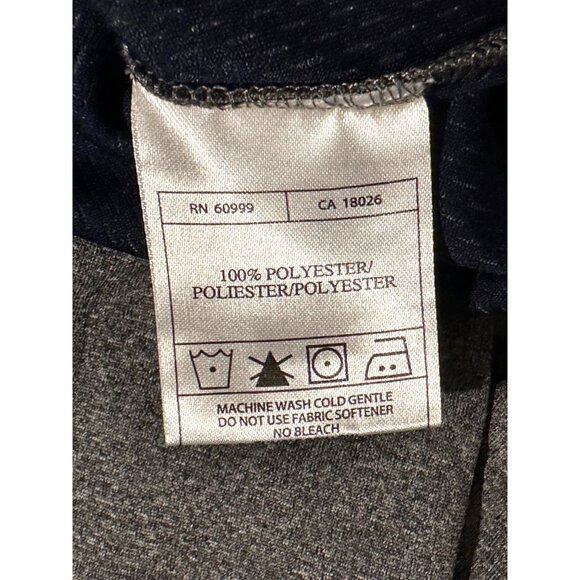 RN 60999 CA 18026
100% POLYESTER/
POLIESTER/POLYESTER
MACHINE WASH COLD GENTLE
DO NOT USE FABRIC SOFTENER
NO BLEACH